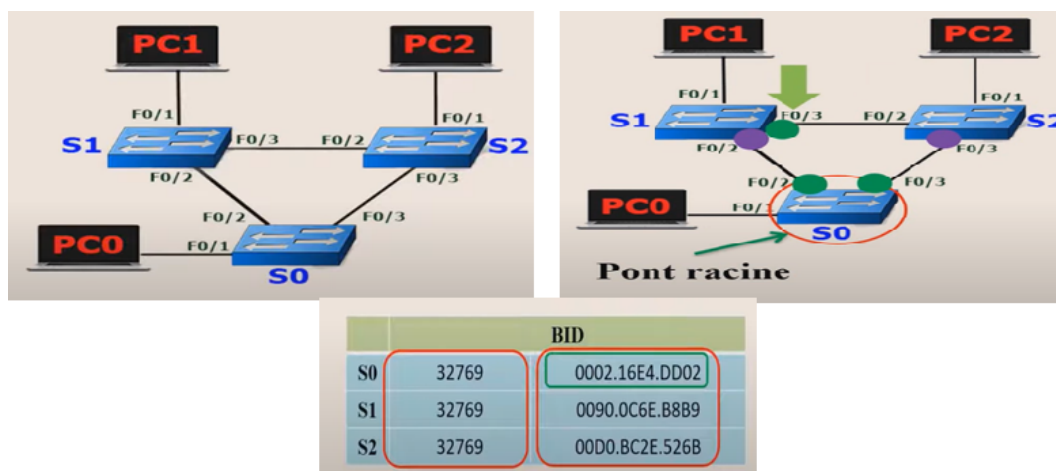 PC1
PC2
F0/1
F0/1
S1
F0/3
F0/2
S2
F0/2
F0/3
F0/2
F0/3
PC0
F0/1
S0
PC1
PC2
F0/1
F0/1
S1
F0/3
F0/2
S2
F0/2
F0/2
F0/3
PC0
S0
Pont racine
BID
S0 32769 0002.16E4.DD02
S1 32769 0090.0C6E.B8B9
S2 32769 00D0.BC2E.526B